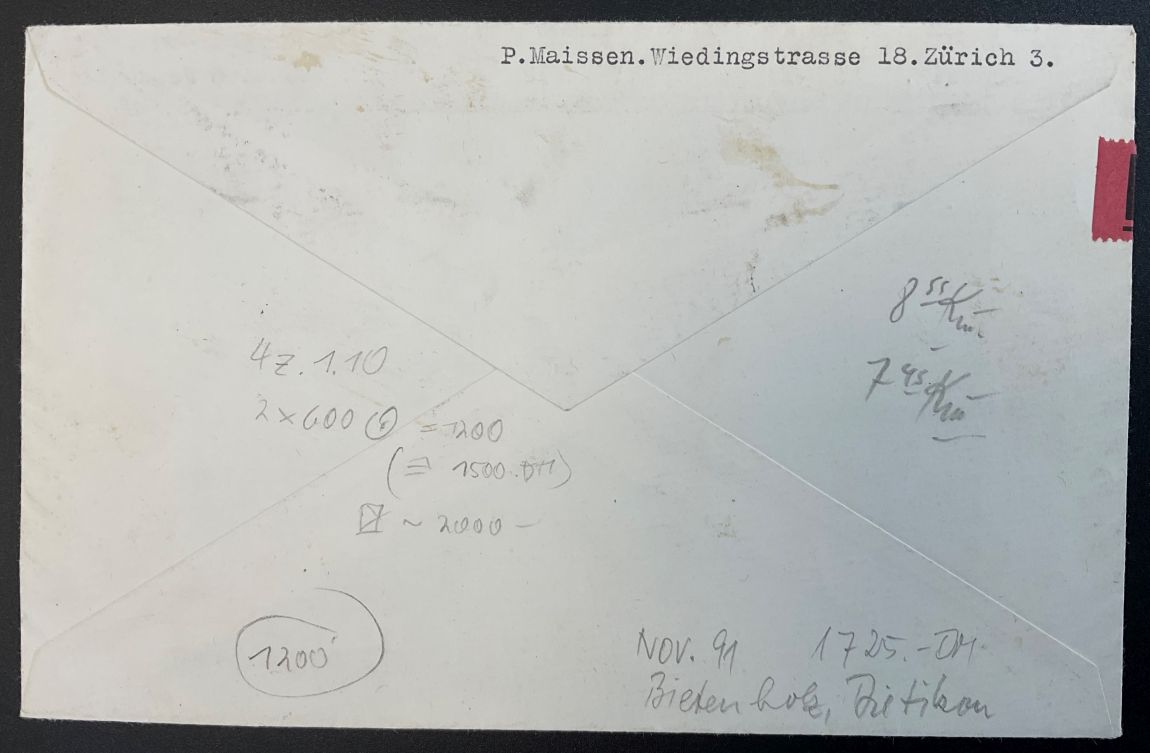 P.Maissen.Wiedingstrasse 18.Zürich 3.
8 55
7 45
4 Z. 1.10
2 x 600 ⊙ = 1200
(≡ 1500.DM)
~ 2000 -
1200
NOV. 91 1725.-DM
Bietenholz, Dietikon